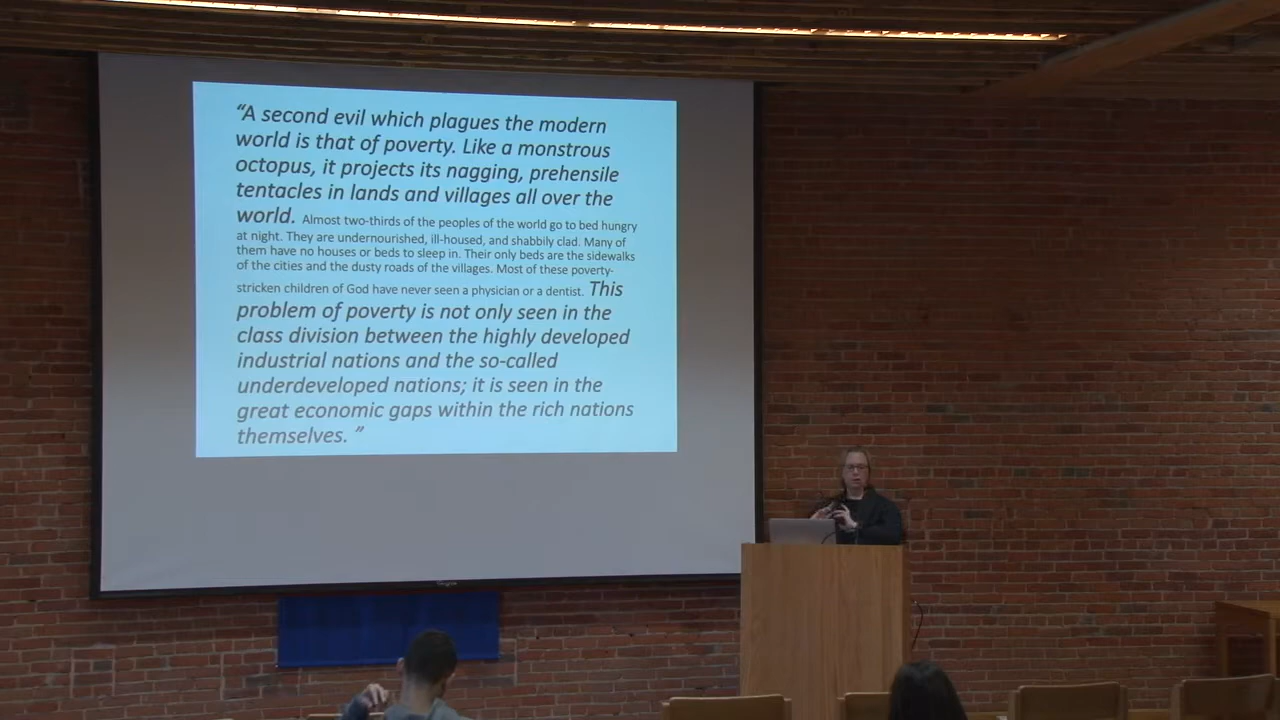 “A second evil which plagues the modern
world is that of poverty. Like a monstrous
octopus, it projects its nagging, prehensile
tentacles in lands and villages all over the
world. Almost two-thirds of the peoples of the world go to bed hungry
at night. They are undernourished, ill-housed, and shabbily clad. Many of
them have no houses or beds to sleep in. Their only beds are the sidewalks
of the cities and the dusty roads of the villages. Most of these poverty-
stricken children of God have never seen a physician or a dentist. This
problem of poverty is not only seen in the
class division between the highly developed
industrial nations and the so-called
underdeveloped nations; it is seen in the
great economic gaps within the rich nations
themselves. ”